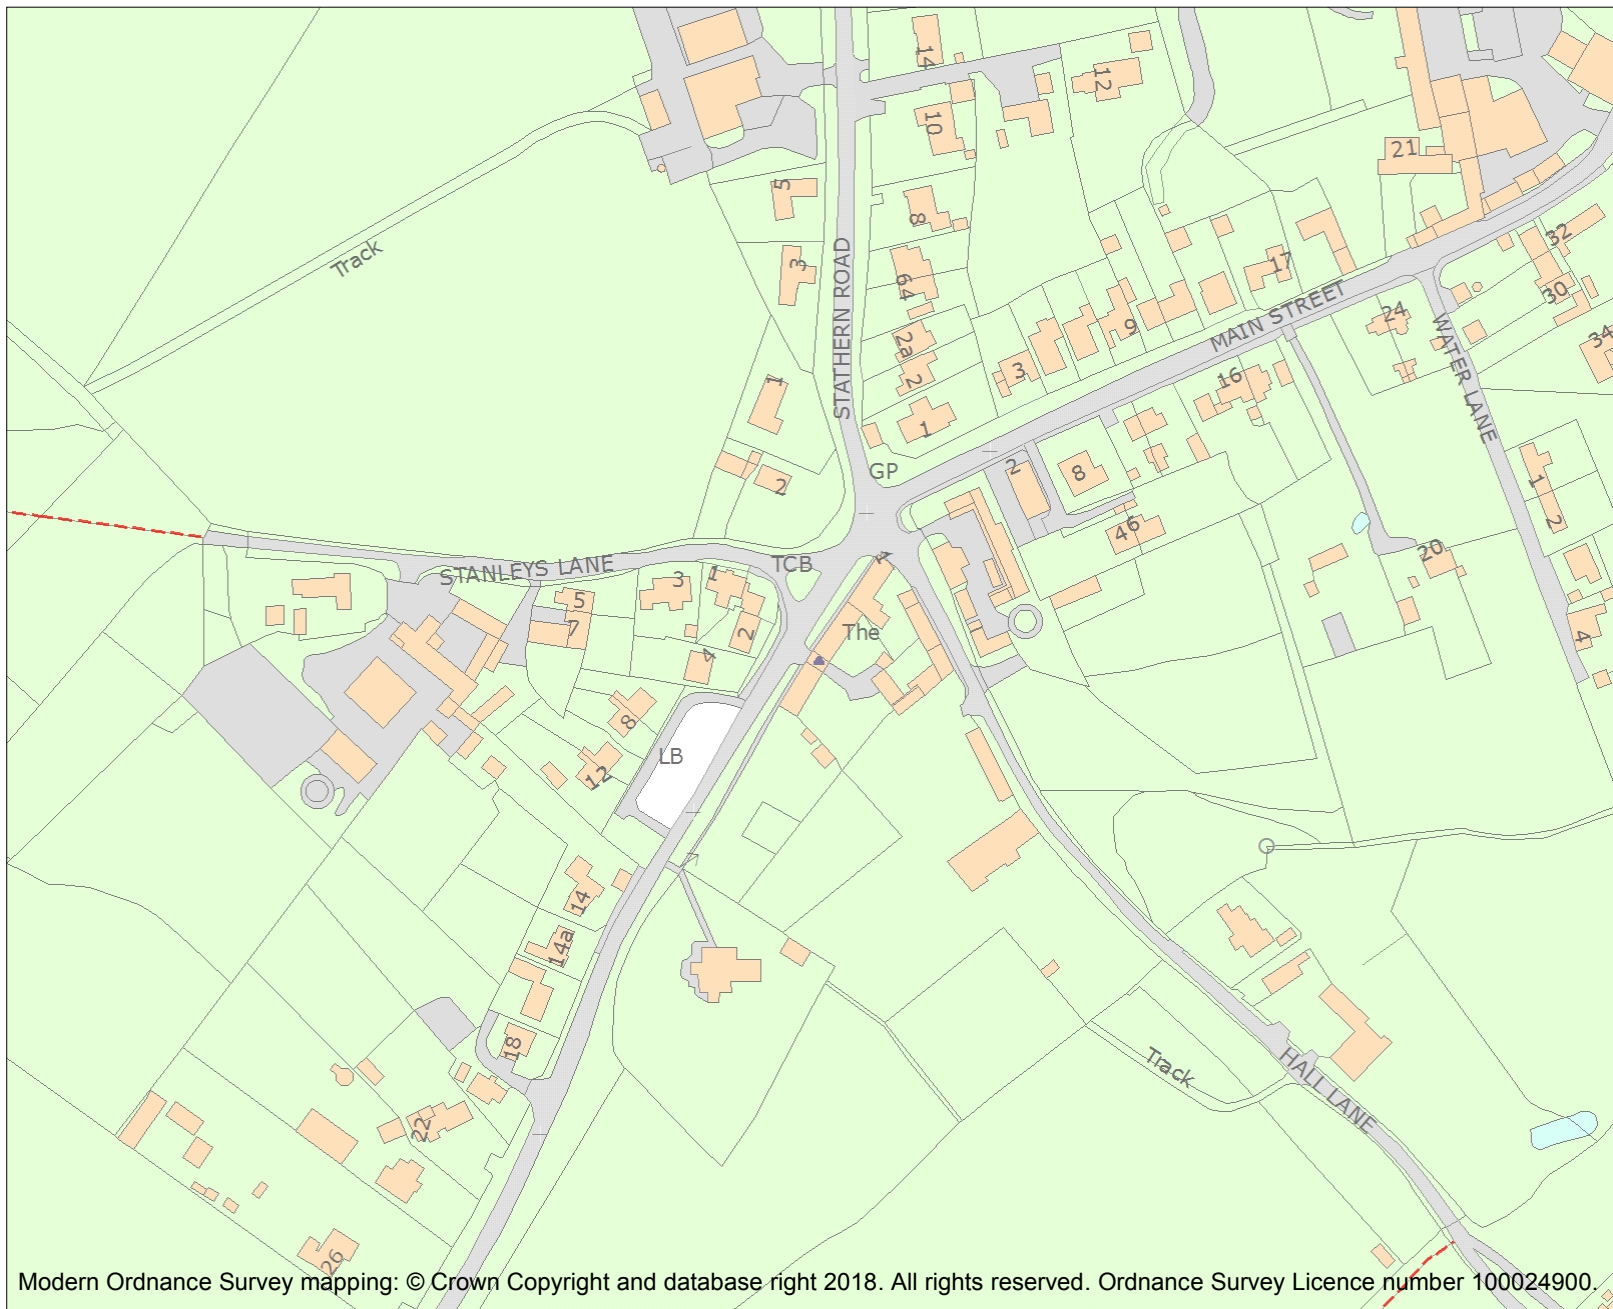 14
12
10
21
5
8
32
Track
3
17
STATHERN ROAD
64
30
MAIN STREET
24
9
2a
34
WATER LANE
3
1
2
16
1
GP
2
8
2
1
2
46
20
STANLEYS LANE
TCB
4
3
1
5
7
The
2
4
4
8
LB
12
14
14a
18
Track
HALL LANE
22
26
Modern Ordnance Survey mapping: © Crown Copyright and database right 2018. All rights reserved. Ordnance Survey Licence number 100024900.